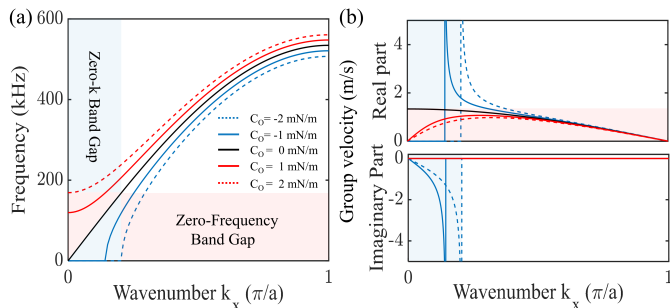 (a)
600
400
200
0
Frequency (kHz)
Zero-k Band
Gap
C_O= -2 mN/m
C_O= -1 mN/m
C_O= 0 mN/m
C_O= 1 mN/m
C_O= 2 mN/m
Zero-Frequency
Band Gap
0
1
Wavenumber k_x (π/a)
(b)
Group velocity (m/s)
Real part
4
2
0
Imaginary Part
0
-2
-4
0
1
Wavenumber k_x (π/a)